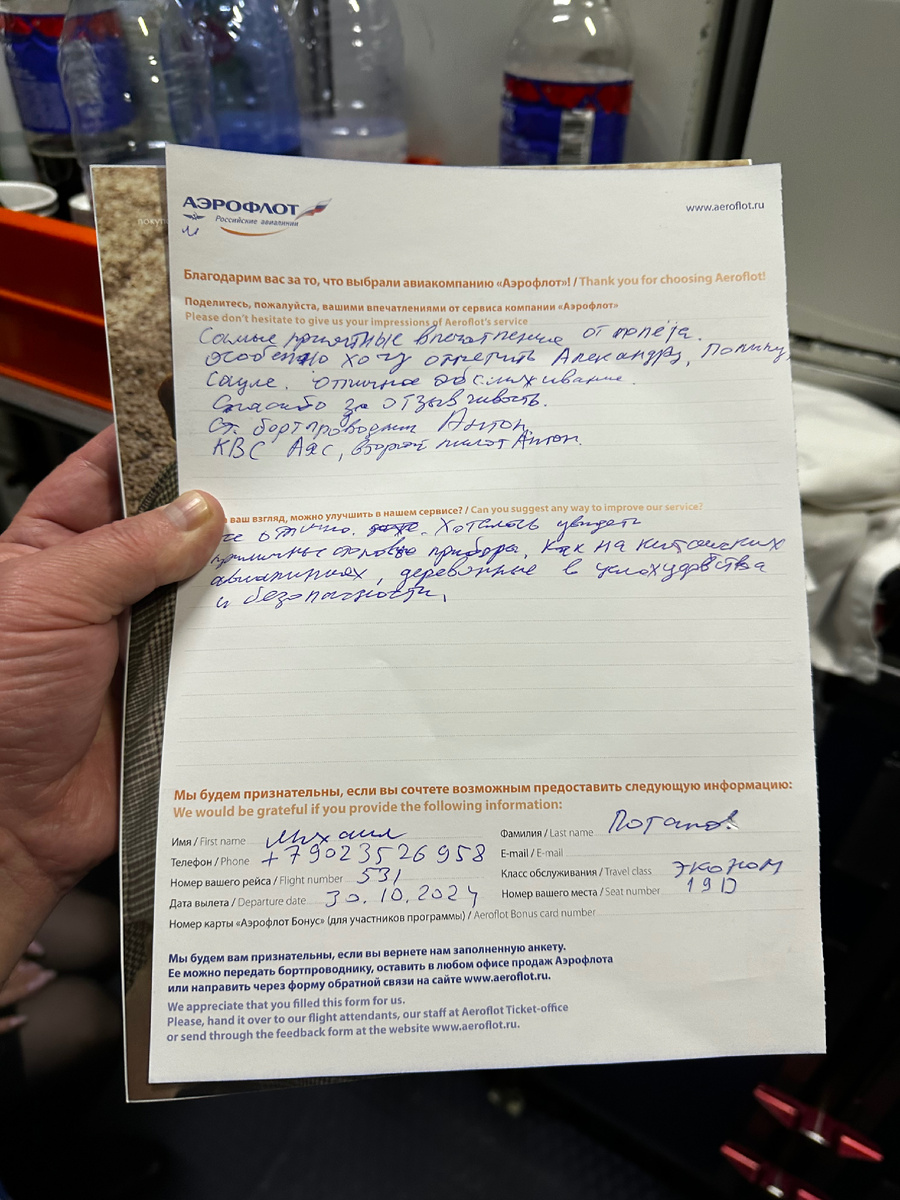 АЭРОФЛОТ
Российские авиалинии
www.aeroflot.ru
Благодарим вас за то, что выбрали авиакомпанию «Аэрофлот»! / Thank you for choosing Aeroflot!
Поделитесь, пожалуйста, вашими впечатлениями от сервиса компании «Аэрофлот»
Please don't hesitate to give us your impressions of Aeroflot's service
Самые приятные впечатление от полёта.
особенно хочу отметить Александру, Полину,
Сауле. Отличное обслуживание.
Спасибо за отзывчивость.
Ст. бортпроводник Антон.
КВС Аяс, второй пилот Антон.
ваш взгляд, можно улучшить в нашем сервисе? / Can you suggest any way to improve our service?
се отлично. Хотелось увидеть
приличные столовые прибора, как на китайских
авиалиниях, деревянные в целях удобства
и безопасности.
Мы будем признательны, если вы сочтете возможным предоставить следующую информацию:
We would be grateful if you provide the following information:
Имя / First name Михаил Фамилия / Last name Потапов
Телефон / Phone +79023526958 E-mail / E-mail
Номер вашего рейса / Flight number 531 Класс обслуживания / Travel class эконом
Дата вылета / Departure date 30.10.2024 Номер вашего места / Seat number 19D
Номер карты «Аэрофлот Бонус» (для участников программы) / Aeroflot Bonus card number
Мы будем вам признательны, если вы вернете нам заполненную анкету.
Ее можно передать бортпроводнику, оставить в любом офисе продаж Аэрофлота
или направить через форму обратной связи на сайте www.aeroflot.ru.
We appreciate that you filled this form for us.
Please, hand it over to our flight attendants, our staff at Aeroflot Ticket-office
or send through the feedback form at the website www.aeroflot.ru.